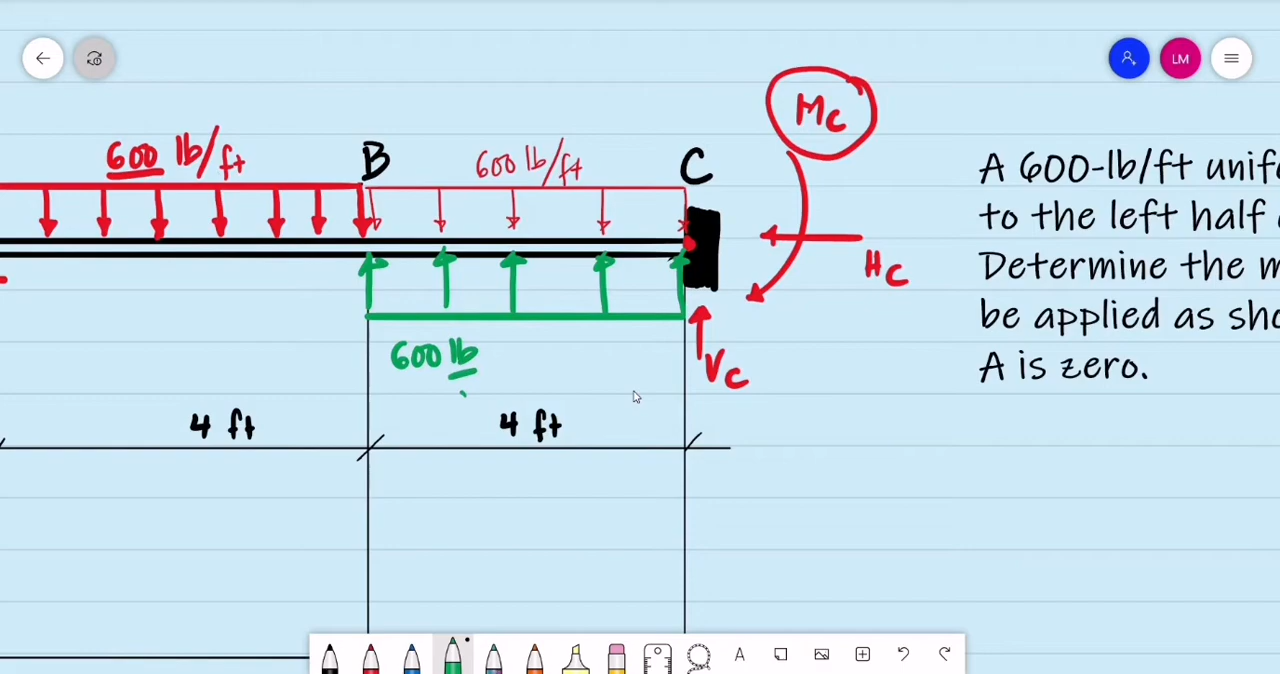 LM
600 lb/ft
B
600 lb/ft
C
Mc
Hc
Vc
600 lb
4 ft
4 ft
A 600-lb/ft unif
to the left half
Determine the m
be applied as sho
A is zero.
A